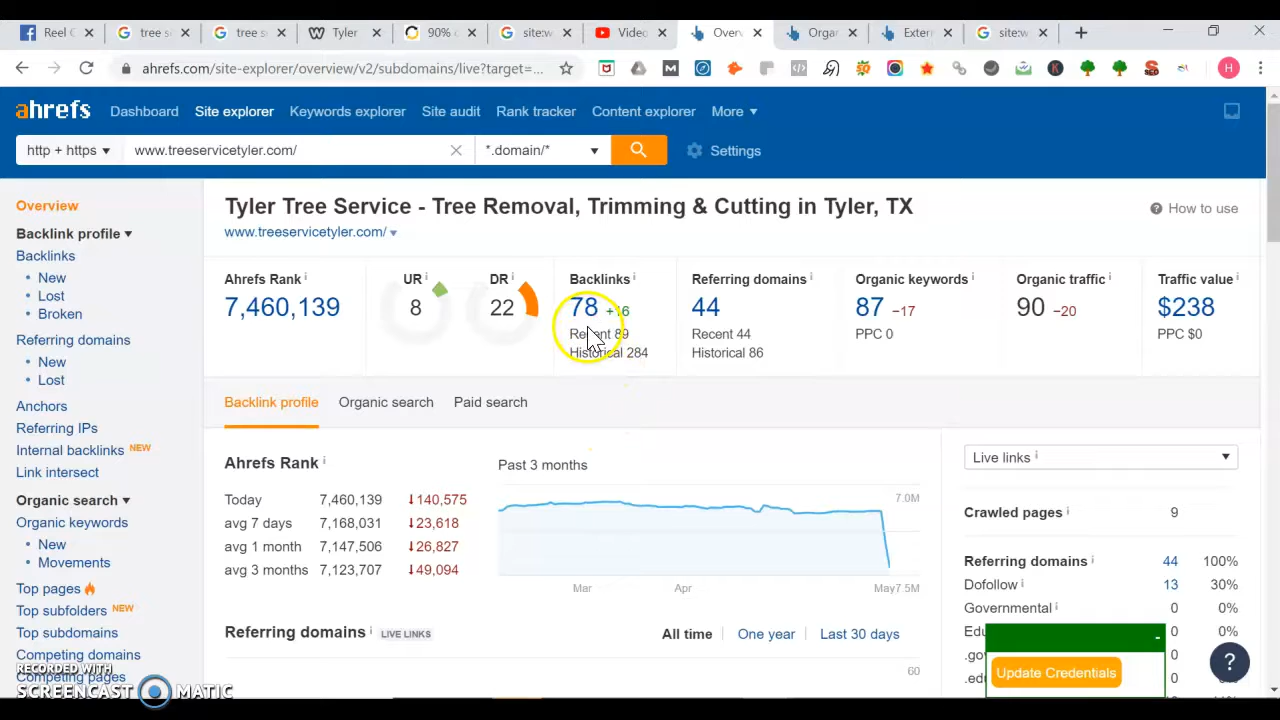 Reel
tree s
tree s
Tyler
90%
site:w
Video
Over
Orga
Extern
site:w
ahrefs.com/site-explorer/overview/v2/subdomains/live?target=...
H
ahrefs
Dashboard
Site explorer
Keywords explorer
Site audit
Rank tracker
Content explorer
More
http + https
www.treeservicetyler.com/
*.domain/*
Settings
Overview
Backlink profile
Backlinks
New
Lost
Broken
Referring domains
New
Lost
Anchors
Referring IPs
Internal backlinks NEW
Link intersect
Organic search
Organic keywords
New
Movements
Top pages
Top subfolders NEW
Top subdomains
Competing domains
Competing pages
Tyler Tree Service - Tree Removal, Trimming & Cutting in Tyler, TX
How to use
www.treeservicetyler.com/
Ahrefs Rank
7,460,139
UR
8
DR
22
Backlinks
78 +16
Recent 89
Historical 284
Referring domains
44
Recent 44
Historical 86
Organic keywords
87 −17
PPC 0
Organic traffic
90 −20
Traffic value
$238
PPC $0
Backlink profile
Organic search
Paid search
Ahrefs Rank
Today 7,460,139 ↓140,575
avg 7 days 7,168,031 ↓23,618
avg 1 month 7,147,506 ↓26,827
avg 3 months 7,123,707 ↓49,094
Past 3 months
7.0M
Mar
Apr
May
7.5M
Live links
Crawled pages 9
Referring domains 44 100%
Dofollow 13 30%
Governmental 0 0%
0 0%
0 0%
0 0%
Referring domains LIVE LINKS
All time
One year
Last 30 days
60
-
Update Credentials
?
RECORDED WITH
SCREENCAST MATIC